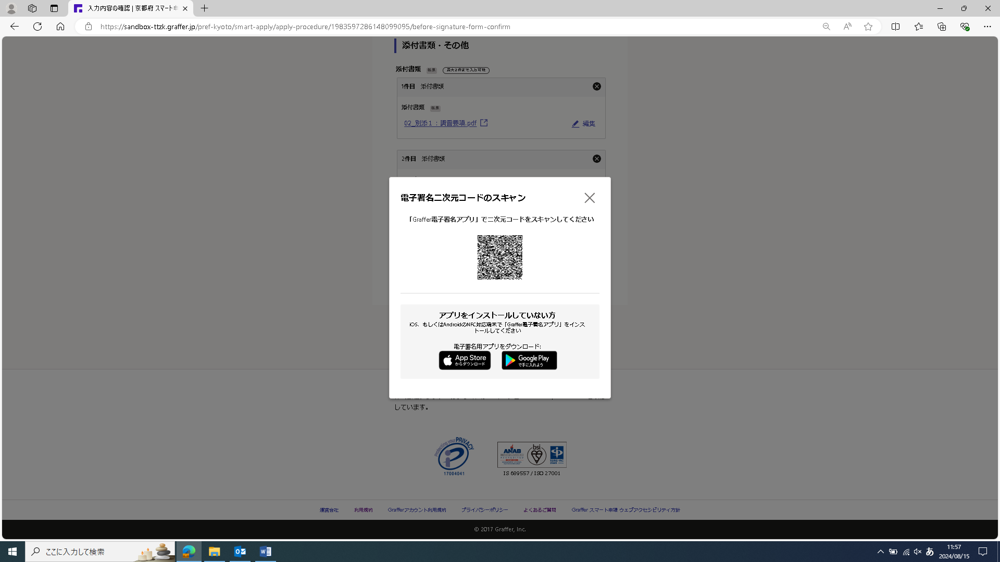 入力内容の確認 | 京都府 スマート申
https://sandbox-ttzk.graffer.jp/pref-kyoto/smart-apply/apply-procedure/1983597286148099095/before-signature-form-confirm
添付書類・その他
添付書類 任意 最大2件まで入力可能
1件目 添付書類
添付書類 任意
02_別添１：調査要項.pdf 編集
2件目 添付書類
電子署名二次元コードのスキャン
「Graffer電子署名アプリ」で二次元コードをスキャンしてください
アプリをインストールしていない方
iOS、もしくはAndroidのNFC対応端末で「Graffer電子署名アプリ」をインス
トールしてください
電子署名用アプリをダウンロード:
App Store
からダウンロード
Google Play
で手に入れよう
しています。
Protecting your PRIVACY
17004041
ANAB
ACCREDITED
bsi
ISMS-AC
IS 689557 / ISO 27001
運営会社 利用規約 Grafferアカウント利用規約 プライバシーポリシー よくあるご質問 Graffer スマート申請 ウェブアクセシビリティ方針
© 2017 Graffer, Inc.
ここに入力して検索
あ
11:57
2024/08/15